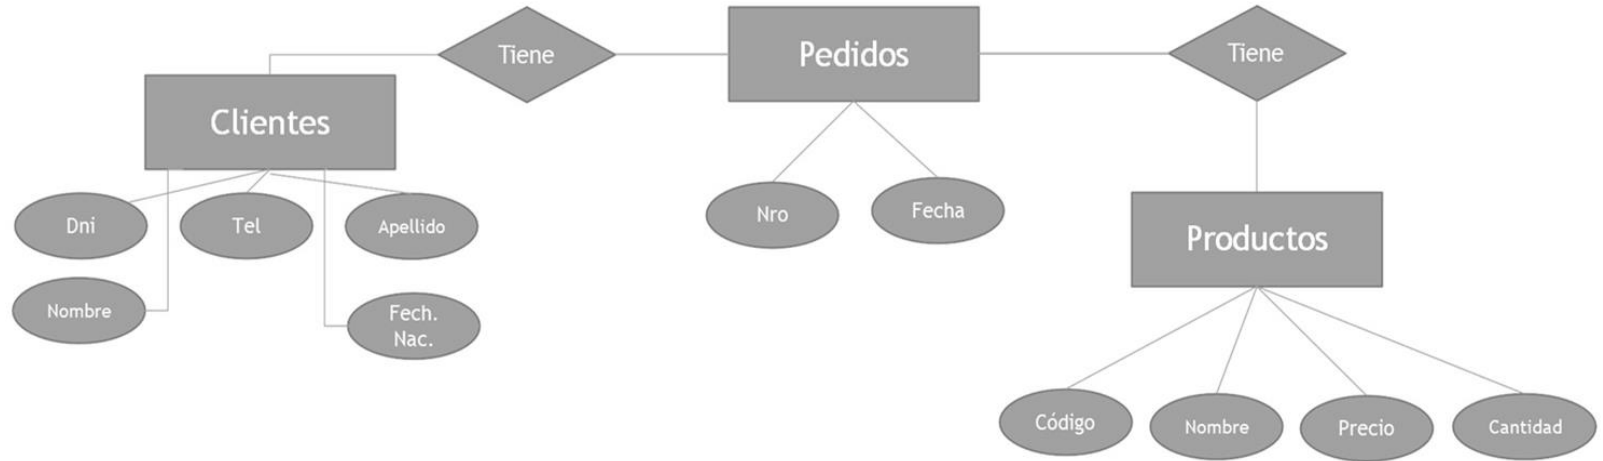 Tiene
Pedidos
Tiene
Clientes
Dni
Tel
Apellido
Nro
Fecha
Productos
Nombre
Fech.
Nac.
Código
Nombre
Precio
Cantidad